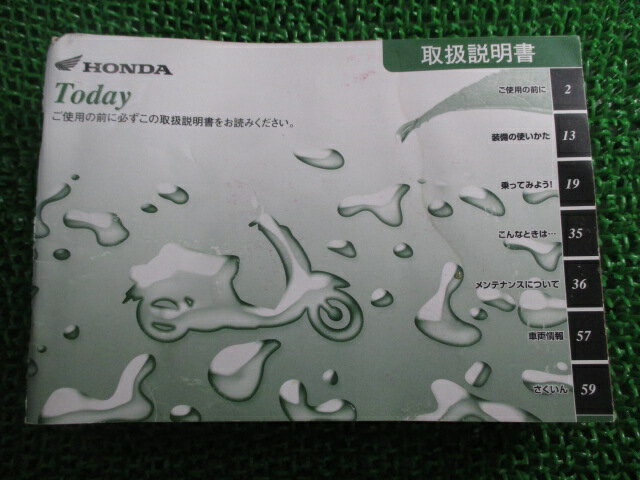 HONDA
取扱説明書
Today
ご使用の前に必ずこの取扱説明書をお読みください。
ご使用の前に 2
装備の使いかた 13
乗ってみよう! 19
こんなときは… 35
メンテナンスについて 36
車両情報 57
さくいん 59